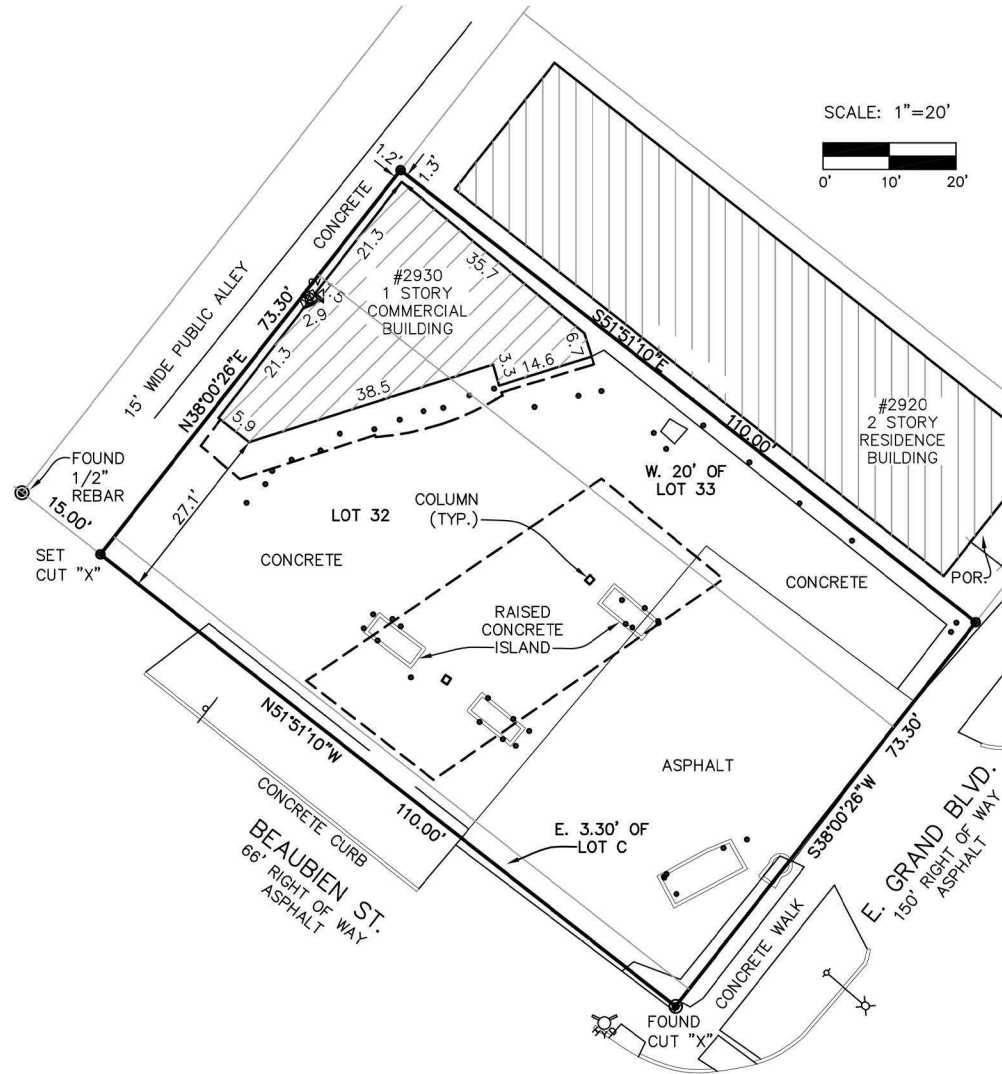 SCALE: 1"=20'
0'
10'
20'
1.2'
1.3'
CONCRETE
15' WIDE PUBLIC ALLEY
N38°00'26"E
73.30'
21.3
35.7
#2930
1 STORY
COMMERCIAL
BUILDING
2.9
21.3
5.9
38.5
3.3
14.6
6.7
S51°51'10"E
110.00'
#2920
2 STORY
RESIDENCE
BUILDING
W. 20' OF
LOT 33
FOUND
1/2"
REBAR
15.00'
SET
CUT "X"
27.1'
LOT 32
COLUMN
(TYP.)
CONCRETE
CONCRETE
POR.
RAISED
CONCRETE
ISLAND
N51°51'10"W
110.00'
ASPHALT
73.30'
S38°00'26"W
CONCRETE CURB
BEAUBIEN ST.
66' RIGHT OF WAY
ASPHALT
E. 3.30' OF
LOT C
E. GRAND BLVD.
150' RIGHT OF WAY
ASPHALT
CONCRETE WALK
FOUND
CUT "X"